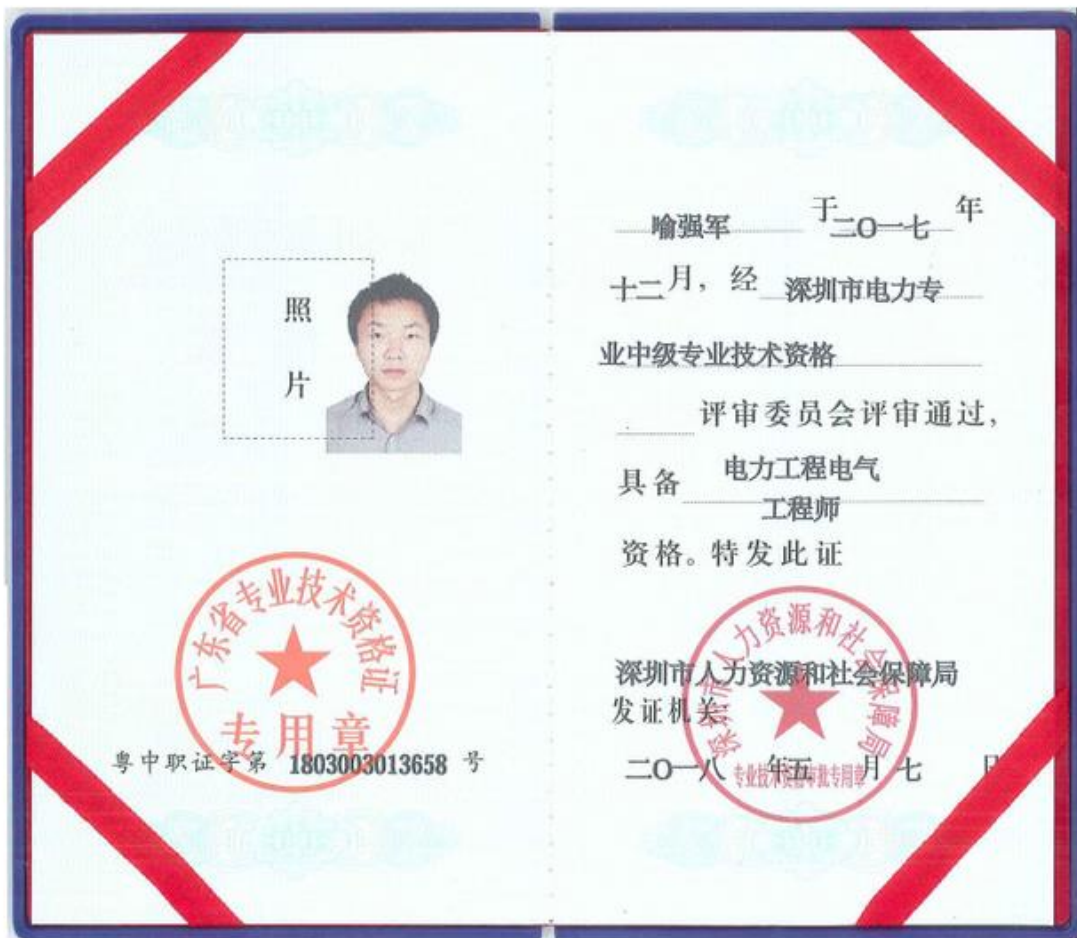 照
片
广东省专业技术资格证
专用章
粤中职证字第 1803003013658 号
喻强军 于二〇一七 年
十二月，经 深圳市电力专
业中级专业技术资格
评审委员会评审通过，
具备 电力工程电气
工程师
资格。特发此证
深圳市人力资源和社会保障局
深圳市人力资源和社会保障局
发证机关：
二〇一八 年五 月七 日
专业技术资格审批专用章